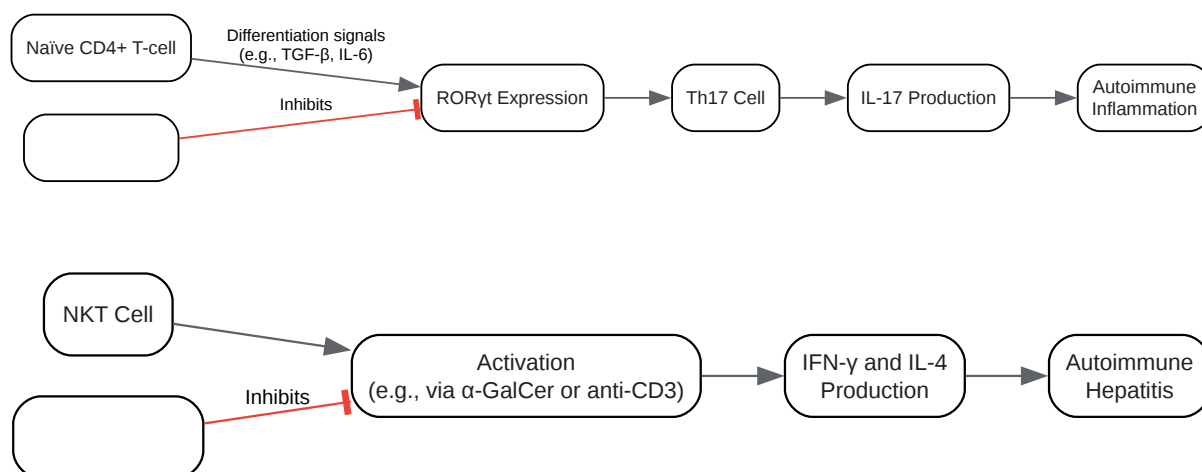 Naïve CD4+ T-cell
Differentiation signals
(e.g., TGF-β, IL-6)
Inhibits
RORγt Expression
Th17 Cell
IL-17 Production
Autoimmune
Inflammation
NKT Cell
Inhibits
Activation
(e.g., via α-GalCer or anti-CD3)
IFN-γ and IL-4
Production
Autoimmune
Hepatitis